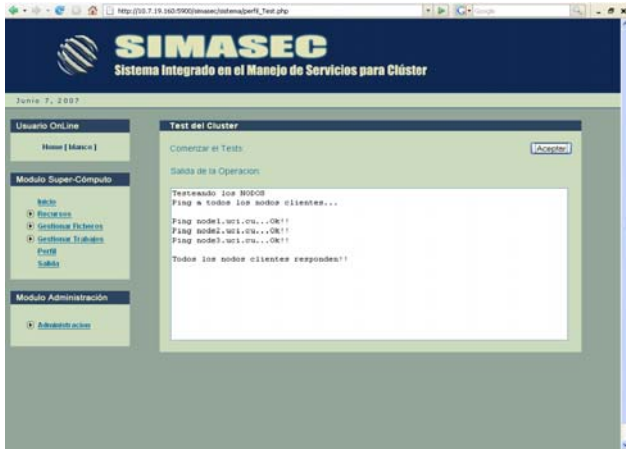 http://10.7.19.160:5900/simasec/sistema/perfil_Test.php
Google
SIMASEC
Sistema Integrado en el Manejo de Servicios para Clúster
Junio 7, 2007
Usuario OnLine
Home [ blanco ]
Modulo Super-Cómputo
Inicio
Recursos
Gestionar Ficheros
Gestionar Trabajos
Perfil
Salida
Modulo Administración
Administracion
Test del Cluster
Comenzar el Tests:
Aceptar
Salida de la Operacion:
Testeando los NODOS
Ping a todos los nodos clientes...
Ping node1.uci.cu...Ok!!
Ping node2.uci.cu...Ok!!
Ping node3.uci.cu...Ok!!
Todos los nodos clientes responden!!